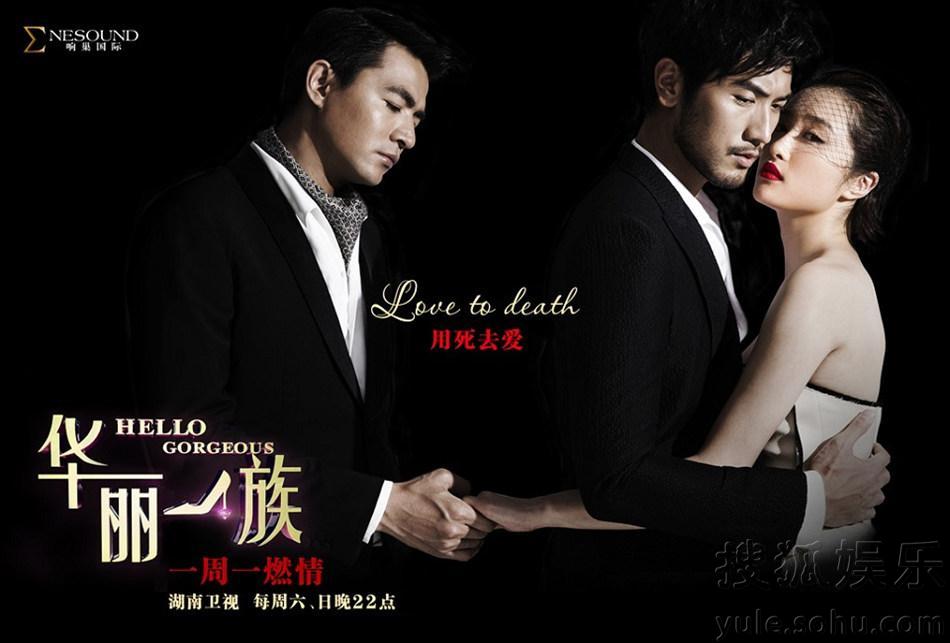 NESOUND
响巢国际
Love to death
用死去爱
HELLO
GORGEOUS
华丽一族
一周一燃情
湖南卫视 每周六、日晚22点
搜狐娱乐
yule.sohu.com